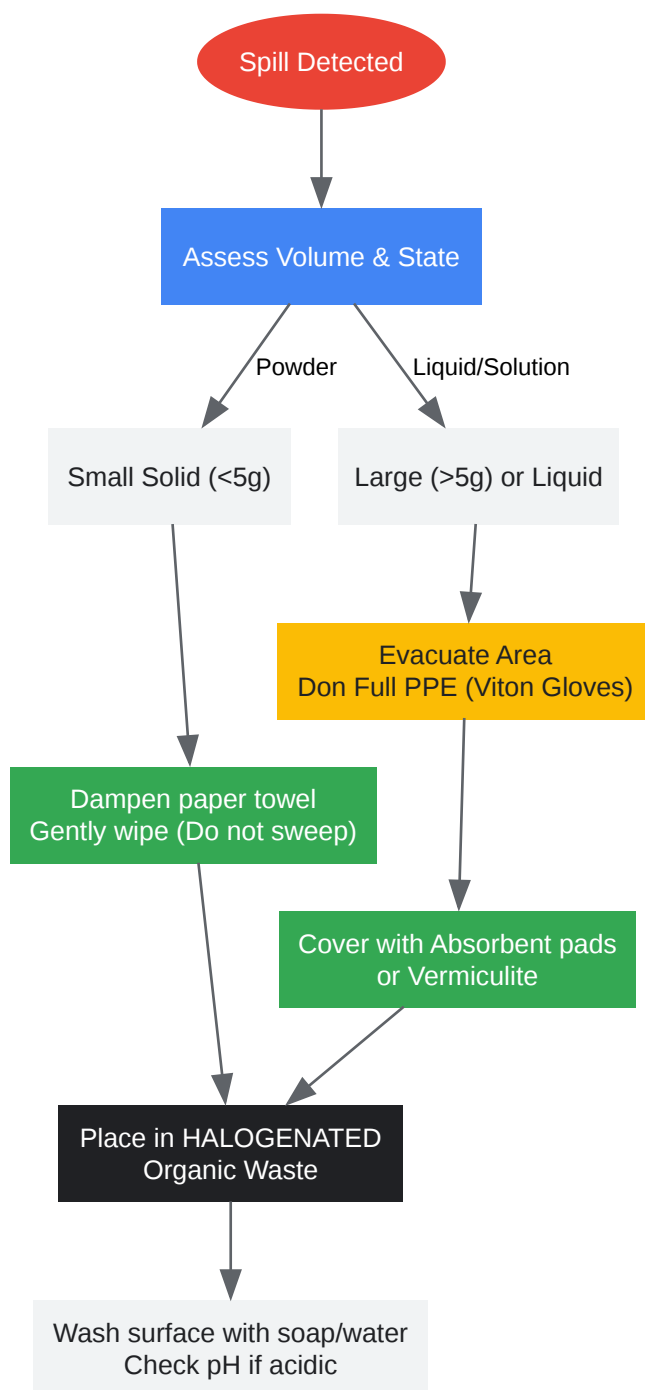 Spill Detected
Assess Volume & State
Powder
Liquid/Solution
Small Solid (<5g)
Large (>5g) or Liquid
Evacuate Area
Don Full PPE (Viton Gloves)
Dampen paper towel
Gently wipe (Do not sweep)
Cover with Absorbent pads
or Vermiculite
Place in HALOGENATED
Organic Waste
Wash surface with soap/water
Check pH if acidic